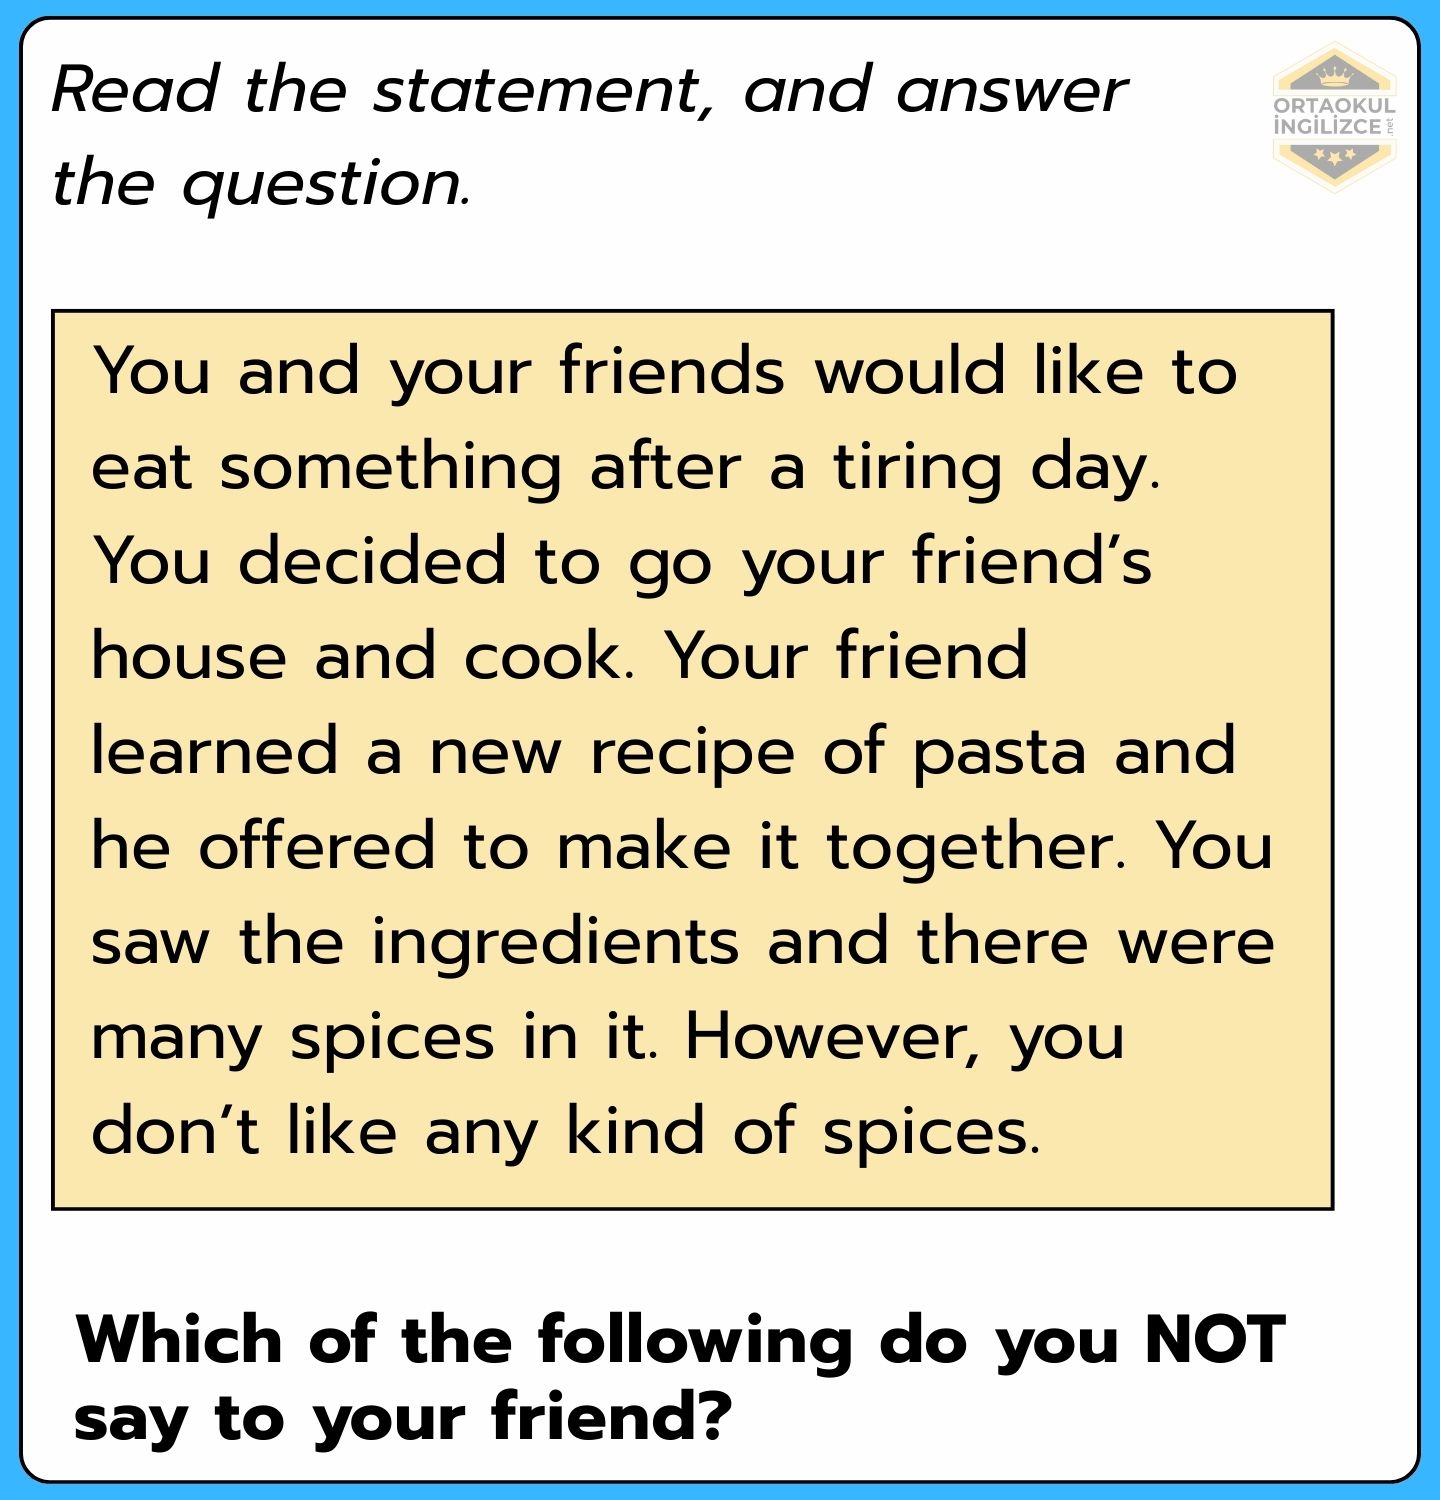 Read the statement, and answer
the question.
ORTAOKUL
İNGİLİZCE .net
You and your friends would like to
eat something after a tiring day.
You decided to go your friend’s
house and cook. Your friend
learned a new recipe of pasta and
he offered to make it together. You
saw the ingredients and there were
many spices in it. However, you
don’t like any kind of spices.
Which of the following do you NOT
say to your friend?